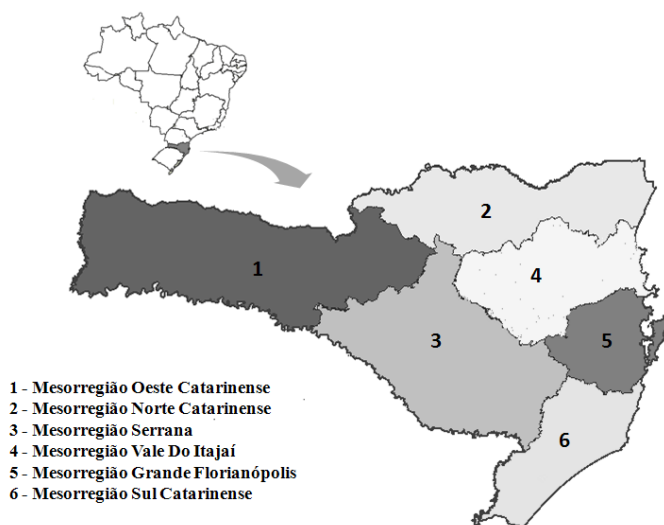 2
1
4
3
5
6
1 - Mesorregião Oeste Catarinense
2 - Mesorregião Norte Catarinense
3 - Mesorregião Serrana
4 - Mesorregião Vale Do Itajaí
5 - Mesorregião Grande Florianópolis
6 - Mesorregião Sul Catarinense